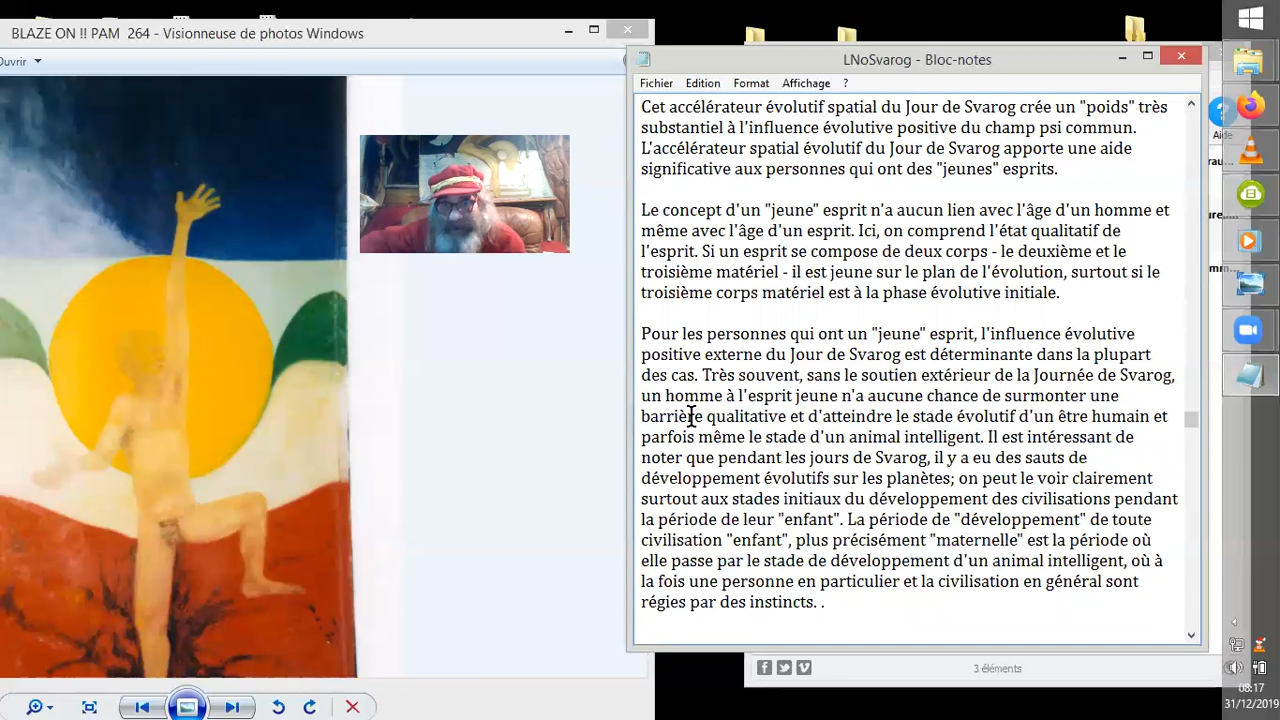 BLAZE ON !! PAM  264 - Visionneuse de photos Windows
Ouvrir
LNoSvarog - Bloc-notes
Fichier Edition Format Affichage ?
Cet accélérateur évolutif spatial du Jour de Svarog crée un "poids" très
substantiel à l'influence évolutive positive du champ psi commun.
L'accélérateur spatial évolutif du Jour de Svarog apporte une aide
significative aux personnes qui ont des "jeunes" esprits.
Le concept d'un "jeune" esprit n'a aucun lien avec l'âge d'un homme et
même avec l'âge d'un esprit. Ici, on comprend l'état qualitatif de
l'esprit. Si un esprit se compose de deux corps - le deuxième et le
troisième matériel - il est jeune sur le plan de l'évolution, surtout si le
troisième corps matériel est à la phase évolutive initiale.
Pour les personnes qui ont un "jeune" esprit, l'influence évolutive
positive externe du Jour de Svarog est déterminante dans la plupart
des cas. Très souvent, sans le soutien extérieur de la Journée de Svarog,
un homme à l'esprit jeune n'a aucune chance de surmonter une
barrière qualitative et d'atteindre le stade évolutif d'un être humain et
parfois même le stade d'un animal intelligent. Il est intéressant de
noter que pendant les jours de Svarog, il y a eu des sauts de
développement évolutifs sur les planètes; on peut le voir clairement
surtout aux stades initiaux du développement des civilisations pendant
la période de leur "enfant". La période de "développement" de toute
civilisation "enfant", plus précisément "maternelle" est la période où
elle passe par le stade de développement d'un animal intelligent, où à
la fois une personne en particulier et la civilisation en général sont
régies par des instincts. .
3 éléments
Aide
08:17
31/12/2019